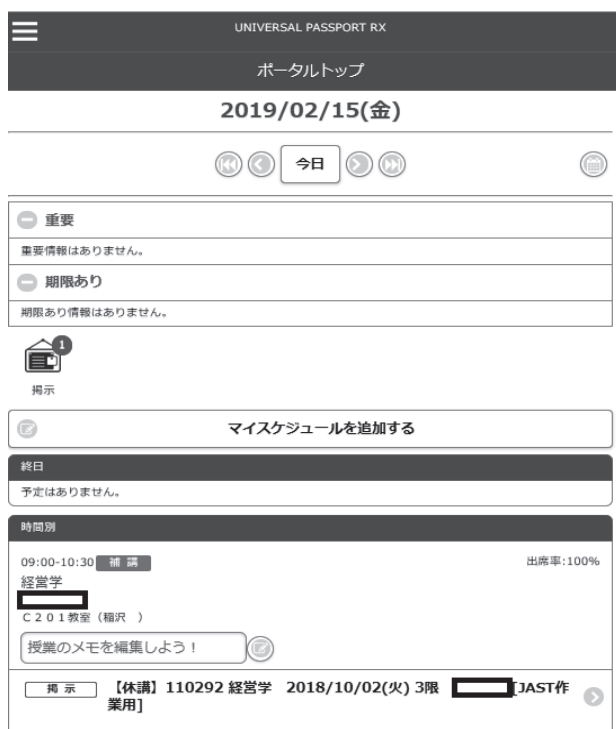 UNIVERSAL PASSPORT RX
ポータルトップ
2019/02/15(金)
今日
重要
重要情報はありません。
期限あり
期限あり情報はありません。
1
掲示
マイスケジュールを追加する
終日
予定はありません。
時間別
09:00-10:30 補 講 出席率:100%
経営学
C２０１教室（稲沢　）
授業のメモを編集しよう！
掲 示 【休講】110292 経営学　2018/10/02(火) 3限 [JAST作
業用]